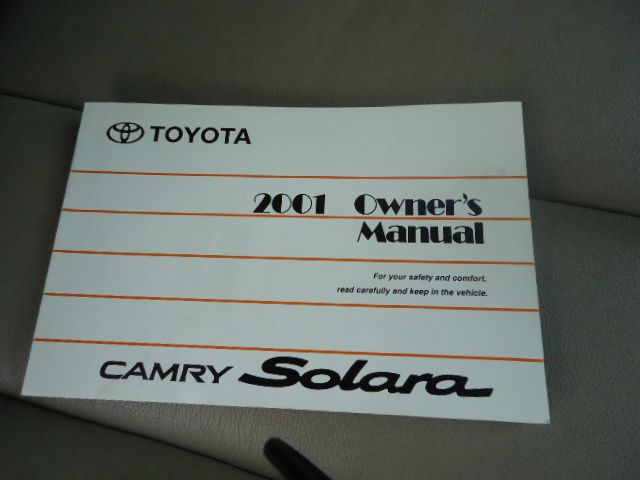 TOYOTA
2001 Owner's
Manual
For your safety and comfort,
read carefully and keep in the vehicle.
CAMRY Solara